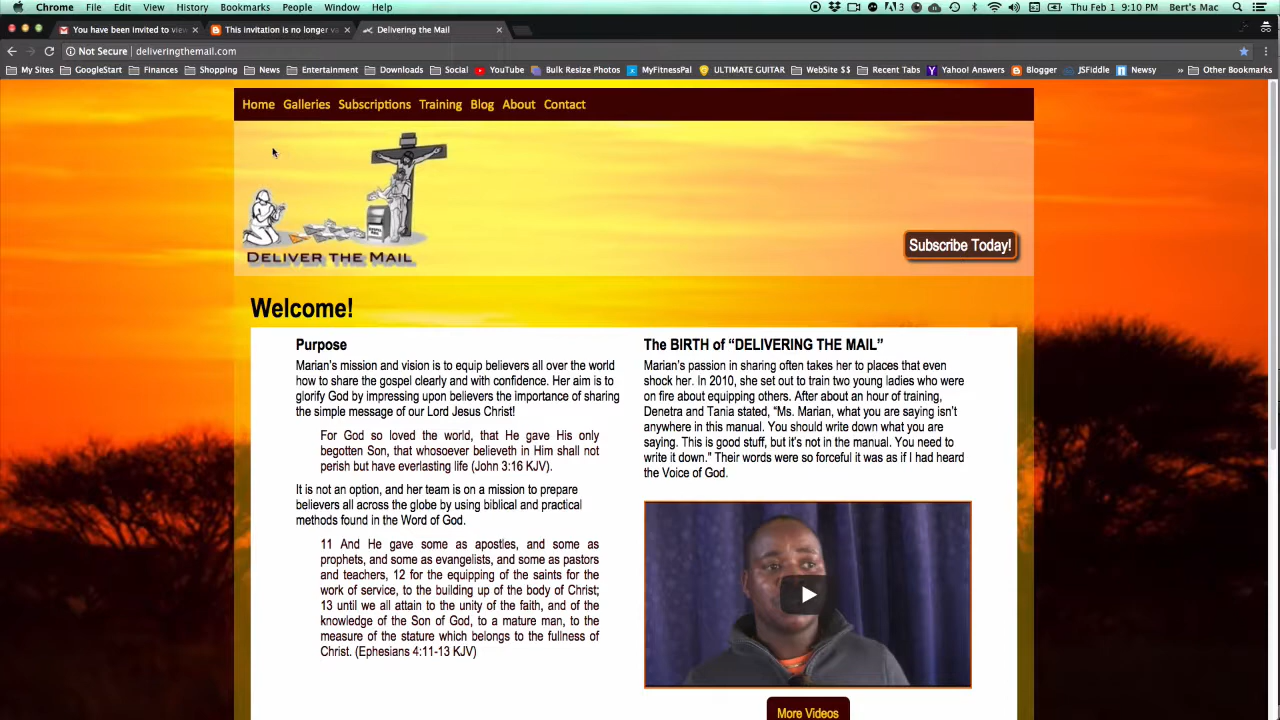 Chrome File Edit View History Bookmarks People Window Help 3 Thu Feb 1 9:10 PM Bert's Mac
You have been invited to vie
This invitation is no longer va
Delivering the Mail
Not Secure | deliveringthemail.com
My Sites GoogleStart Finances Shopping News Entertainment Downloads Social YouTube Bulk Resize Photos MyFitnessPal ULTIMATE GUITAR WebSite $$ Recent Tabs Yahoo! Answers Blogger JSFiddle Newsy » Other Bookmarks
Home Galleries Subscriptions Training Blog About Contact
DELIVER THE MAIL
Subscribe Today!
Welcome!
Purpose
Marian's mission and vision is to equip believers all over the world
how to share the gospel clearly and with confidence. Her aim is to
glorify God by impressing upon believers the importance of sharing
the simple message of our Lord Jesus Christ!
For God so loved the world, that He gave His only
begotten Son, that whosoever believeth in Him shall not
perish but have everlasting life (John 3:16 KJV).
It is not an option, and her team is on a mission to prepare
believers all across the globe by using biblical and practical
methods found in the Word of God.
11 And He gave some as apostles, and some as
prophets, and some as evangelists, and some as pastors
and teachers, 12 for the equipping of the saints for the
work of service, to the building up of the body of Christ;
13 until we all attain to the unity of the faith, and of the
knowledge of the Son of God, to a mature man, to the
measure of the stature which belongs to the fullness of
Christ. (Ephesians 4:11-13 KJV)
The BIRTH of “DELIVERING THE MAIL”
Marian's passion in sharing often takes her to places that even
shock her. In 2010, she set out to train two young ladies who were
on fire about equipping others. After about an hour of training,
Denetra and Tania stated, “Ms. Marian, what you are saying isn't
anywhere in this manual. You should write down what you are
saying. This is good stuff, but it's not in the manual. You need to
write it down.” Their words were so forceful it was as if I had heard
the Voice of God.
More Videos